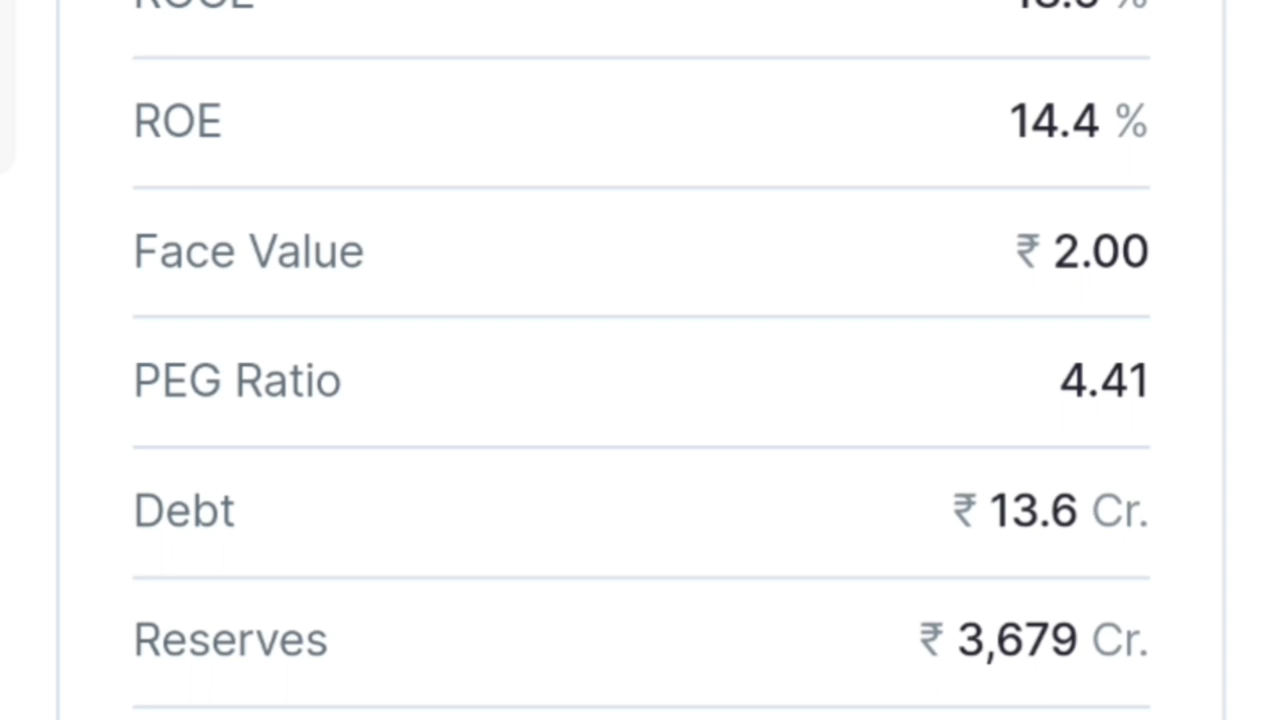 ROE 14.4 %
Face Value ₹ 2.00
PEG Ratio 4.41
Debt ₹ 13.6 Cr.
Reserves ₹ 3,679 Cr.